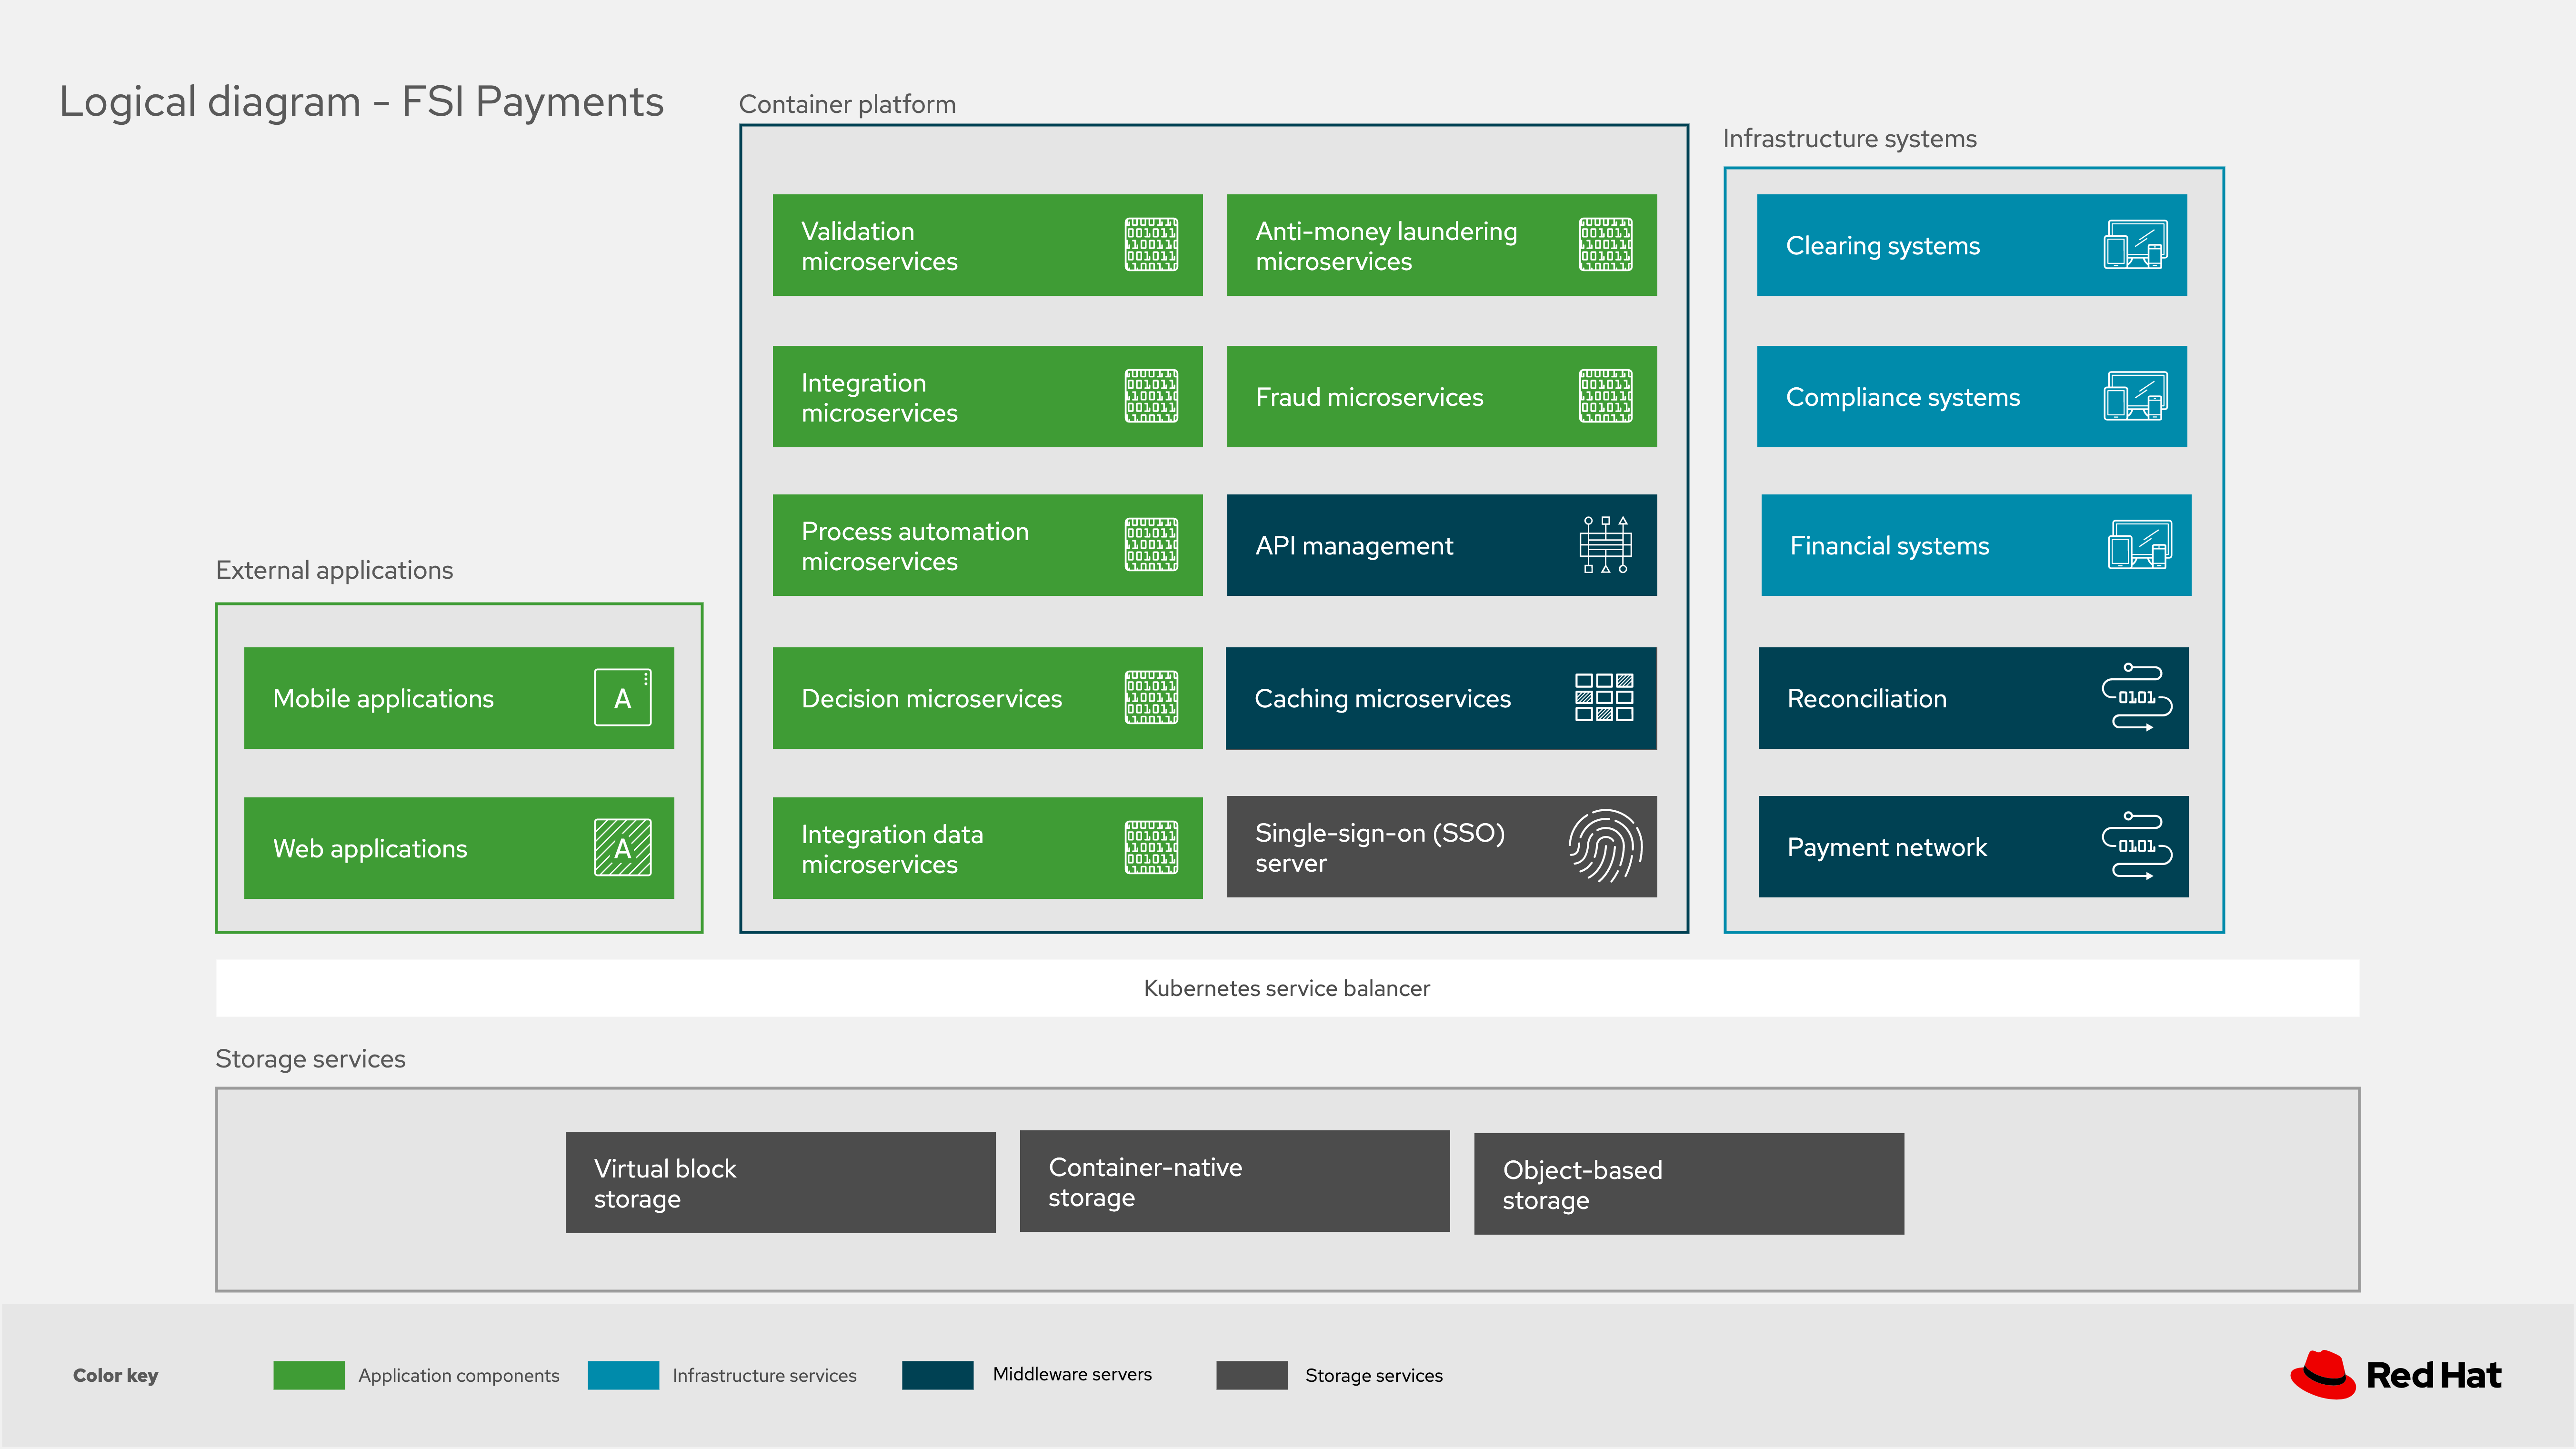 Logical diagram - FSI Payments
Container platform
Infrastructure systems
Validation
microservices
Anti-money laundering
microservices
Clearing systems
Integration
microservices
Fraud microservices
Compliance systems
Process automation
microservices
API management
Financial systems
External applications
Mobile applications
A
Decision microservices
Caching microservices
Reconciliation
0101
Web applications
A
Integration data
microservices
Single-sign-on (SSO)
server
Payment network
0101
Kubernetes service balancer
Storage services
Virtual block
storage
Container-native
storage
Object-based
storage
Color key
Application components
Infrastructure services
Middleware servers
Storage services
Red Hat